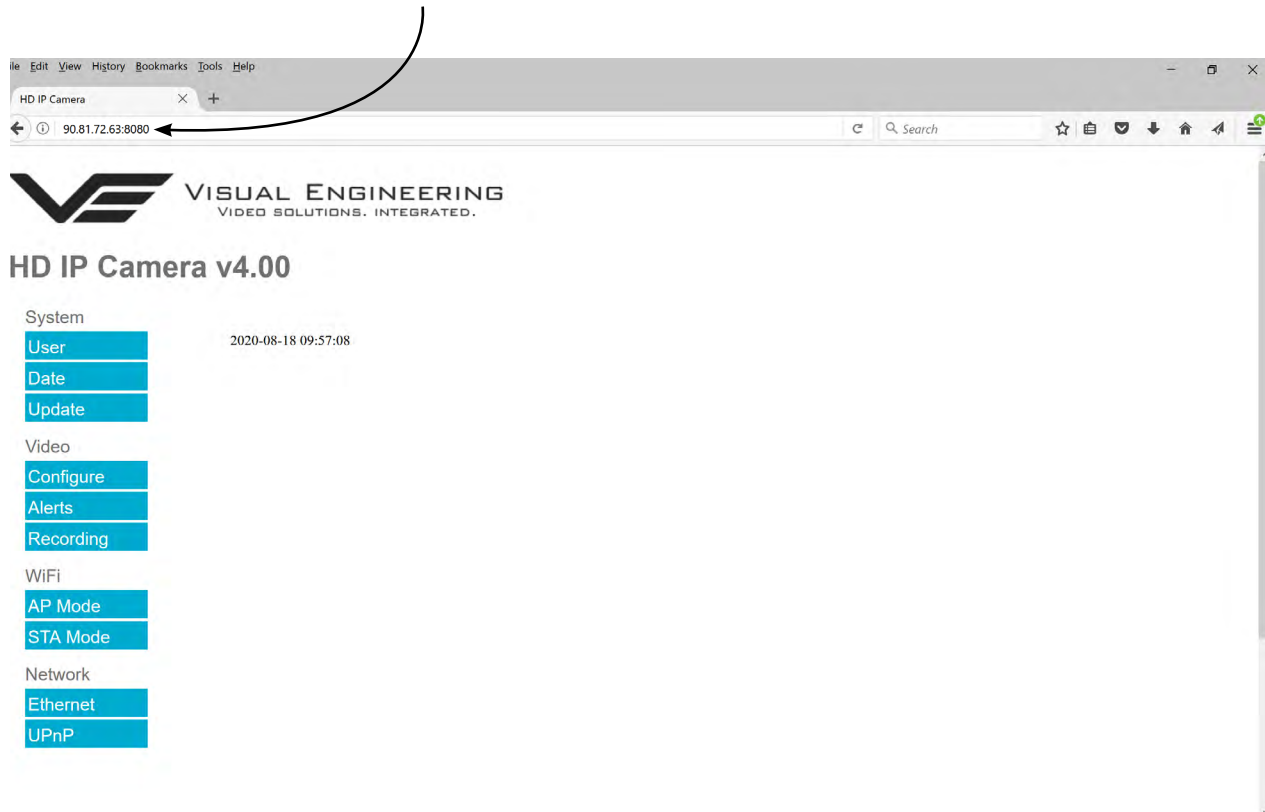 ile Edit View History Bookmarks Tools Help
HD IP Camera
90.81.72.63:8080
Search
VE VISUAL ENGINEERING
VIDEO SOLUTIONS. INTEGRATED.
HD IP Camera v4.00
System
User
2020-08-18 09:57:08
Date
Update
Video
Configure
Alerts
Recording
WiFi
AP Mode
STA Mode
Network
Ethernet
UPnP